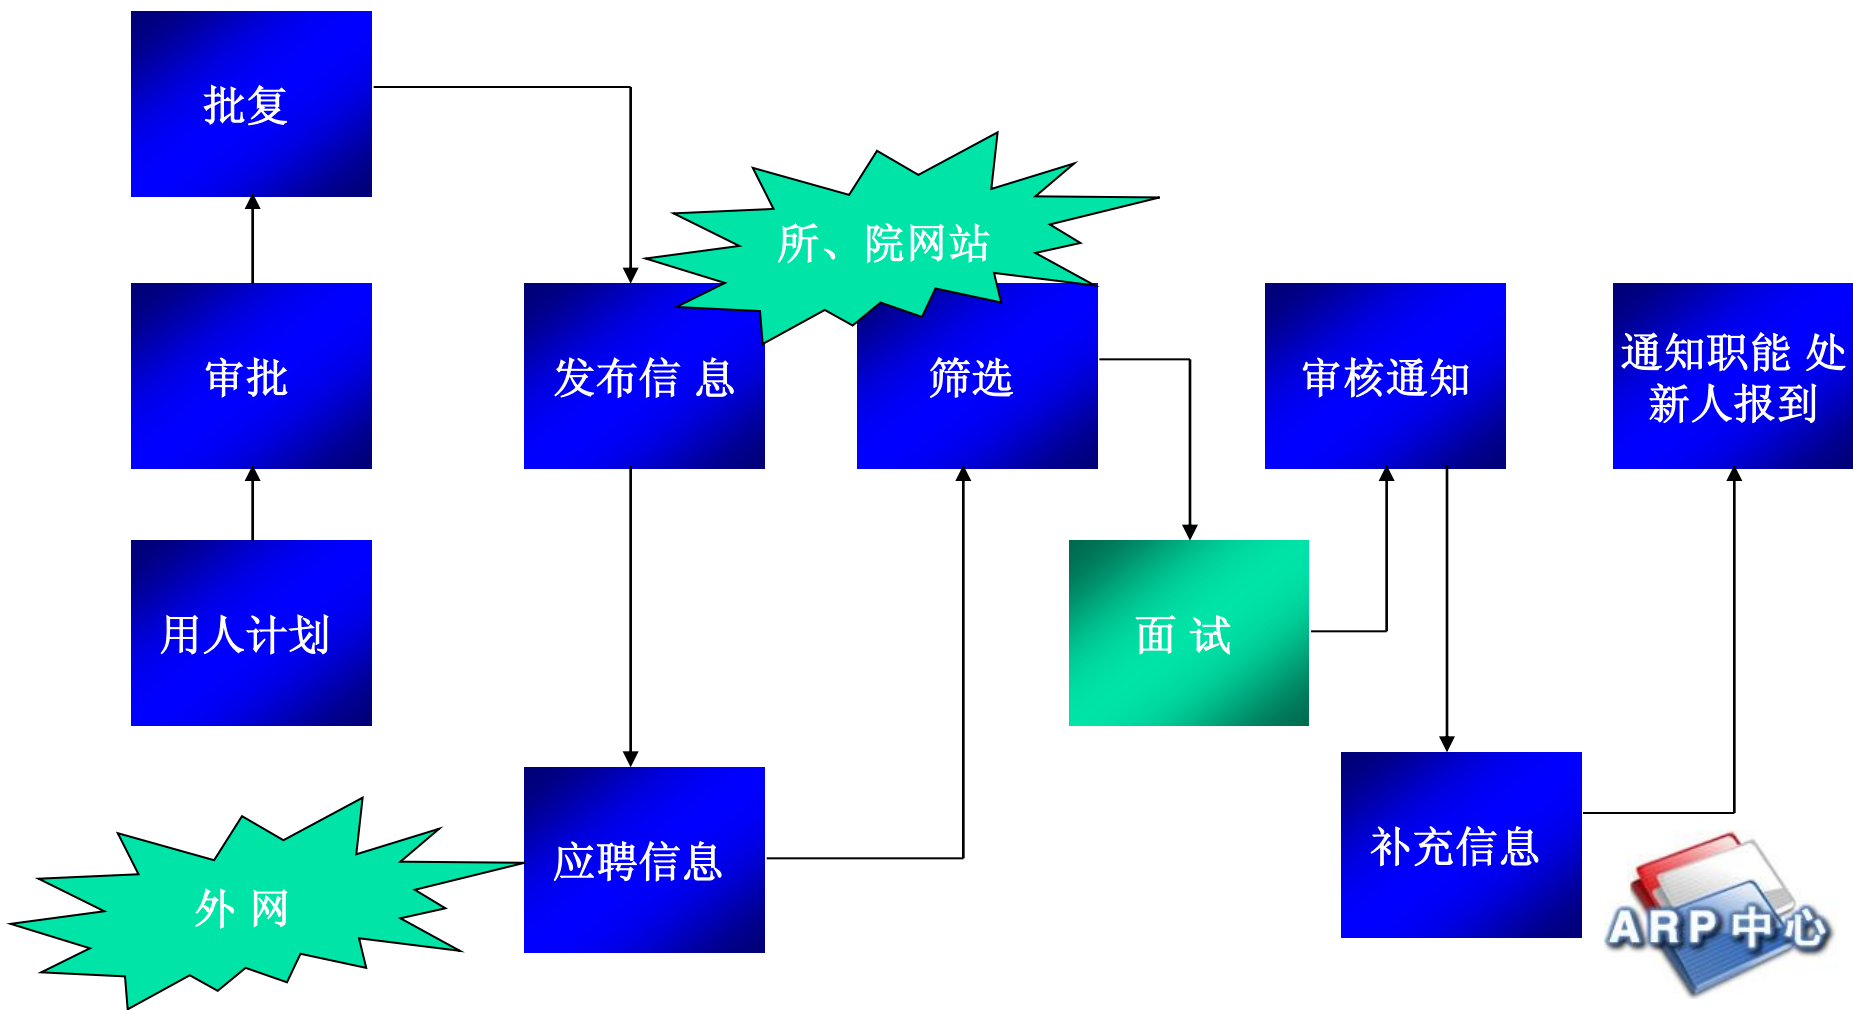 批复
所、院网站
审批
发布信 息
筛选
审核通知
通知职能 处
新人报到
用人计划
面 试
应聘信息
补充信息
外 网
ARP中心